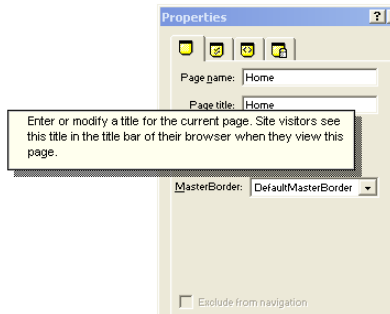 Properties
?
Page name: Home
Page title: Home
Enter or modify a title for the current page. Site visitors see
this title in the title bar of their browser when they view this
page.
MasterBorder: DefaultMasterBorder
Exclude from navigation